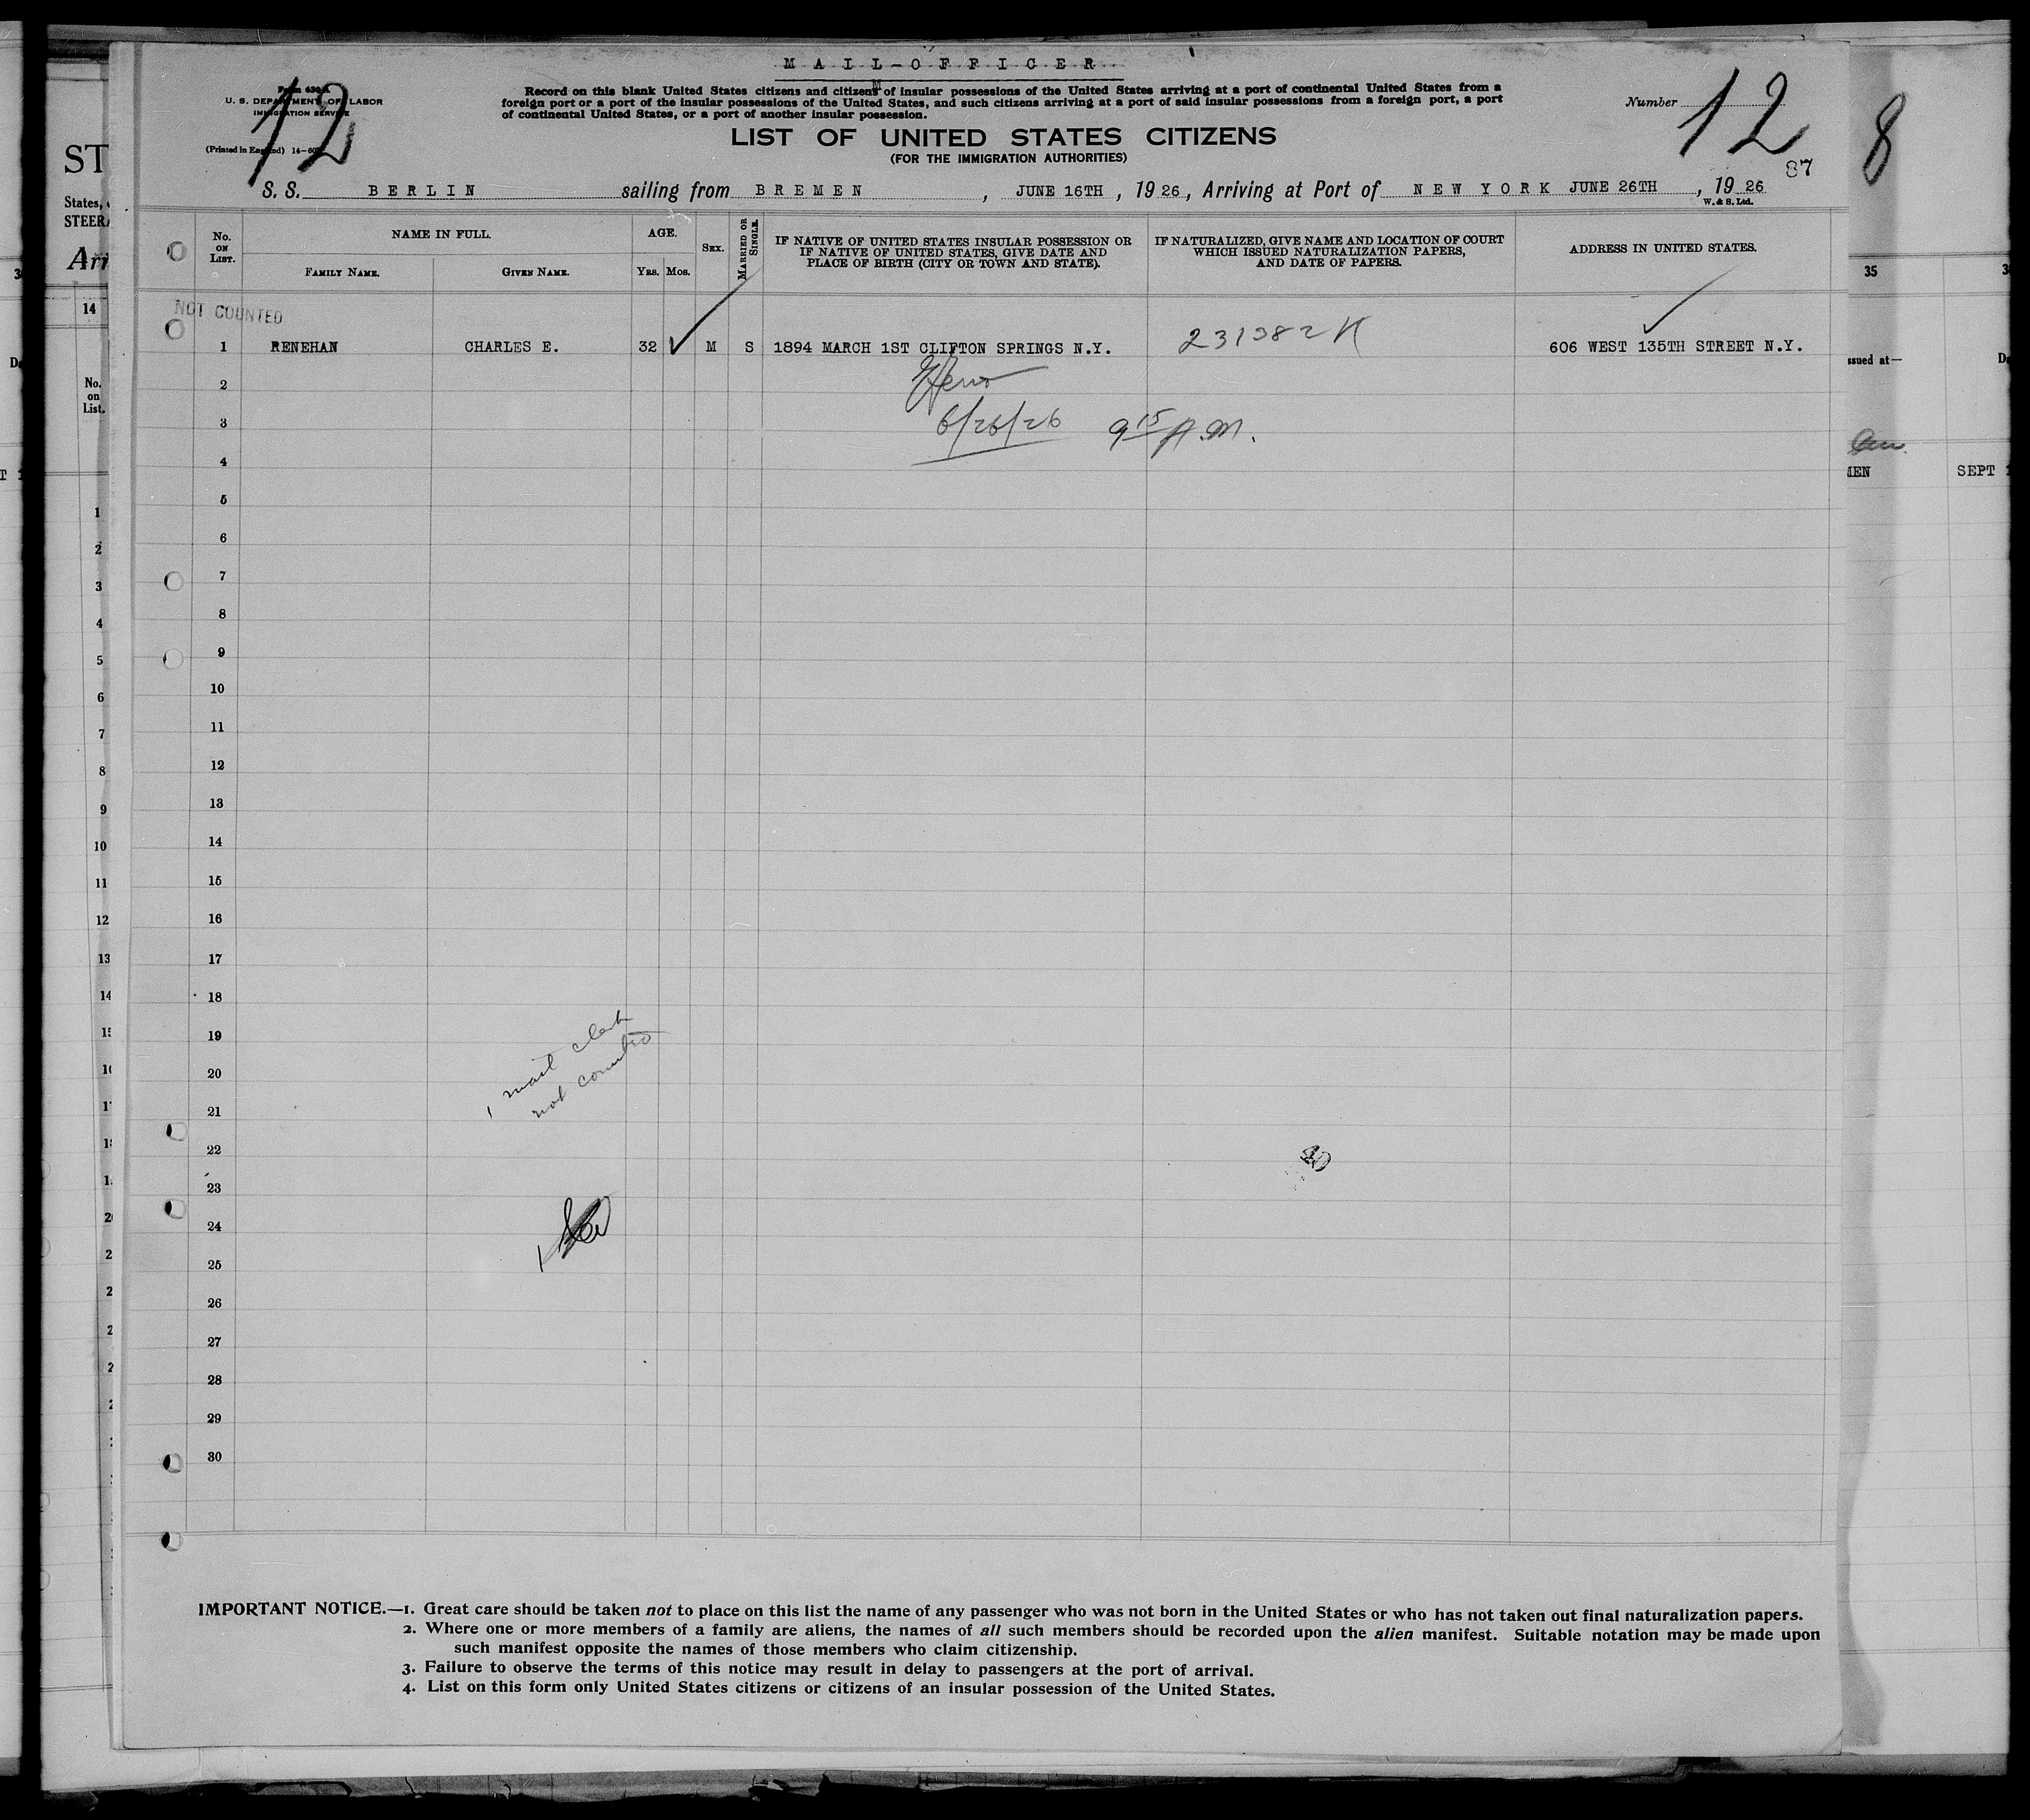 MAIL-OFFICER
Form 630
U. S. DEPARTMENT OF LABOR
IMMIGRATION SERVICE
(Printed in England) 14-60
12
Record on this blank United States citizens and citizens of insular possessions of the United States arriving at a port of continental United States from a
foreign port or a port of the insular possessions of the United States, and such citizens arriving at a port of said insular possessions from a foreign port, a port
of continental United States, or a port of another insular possession.
Number 12
87
LIST OF UNITED STATES CITIZENS
(FOR THE IMMIGRATION AUTHORITIES)
S. S. BERLIN sailing from BREMEN, JUNE 16TH, 1926, Arriving at Port of NEW YORK JUNE 26TH, 1926
W. & S. Ltd.
No. ON LIST.
NAME IN FULL.
FAMILY NAME.
GIVEN NAME.
AGE.
YRS. MOS.
SEX.
MARRIED OR SINGLE.
IF NATIVE OF UNITED STATES INSULAR POSSESSION OR
IF NATIVE OF UNITED STATES, GIVE DATE AND
PLACE OF BIRTH (CITY OR TOWN AND STATE).
IF NATURALIZED, GIVE NAME AND LOCATION OF COURT
WHICH ISSUED NATURALIZATION PAPERS,
AND DATE OF PAPERS.
ADDRESS IN UNITED STATES.
NOT COUNTED
1 RENEHAN CHARLES E. 32 M S 1894 MARCH 1ST CLIFTON SPRINGS N.Y. 606 WEST 135TH STREET N.Y.
2
3 6/26/26 9 15 A.M.
4
5
6
7
8
9
10
11
12
13
14
15
16
17
18
19
20
21
22
23
24
25
26
27
28
29
30
1 mail clerk
not counted
IMPORTANT NOTICE.—1. Great care should be taken not to place on this list the name of any passenger who was not born in the United States or who has not taken out final naturalization papers.
2. Where one or more members of a family are aliens, the names of all such members should be recorded upon the alien manifest. Suitable notation may be made upon
such manifest opposite the names of those members who claim citizenship.
3. Failure to observe the terms of this notice may result in delay to passengers at the port of arrival.
4. List on this form only United States citizens or citizens of an insular possession of the United States.
8
35
SEPT